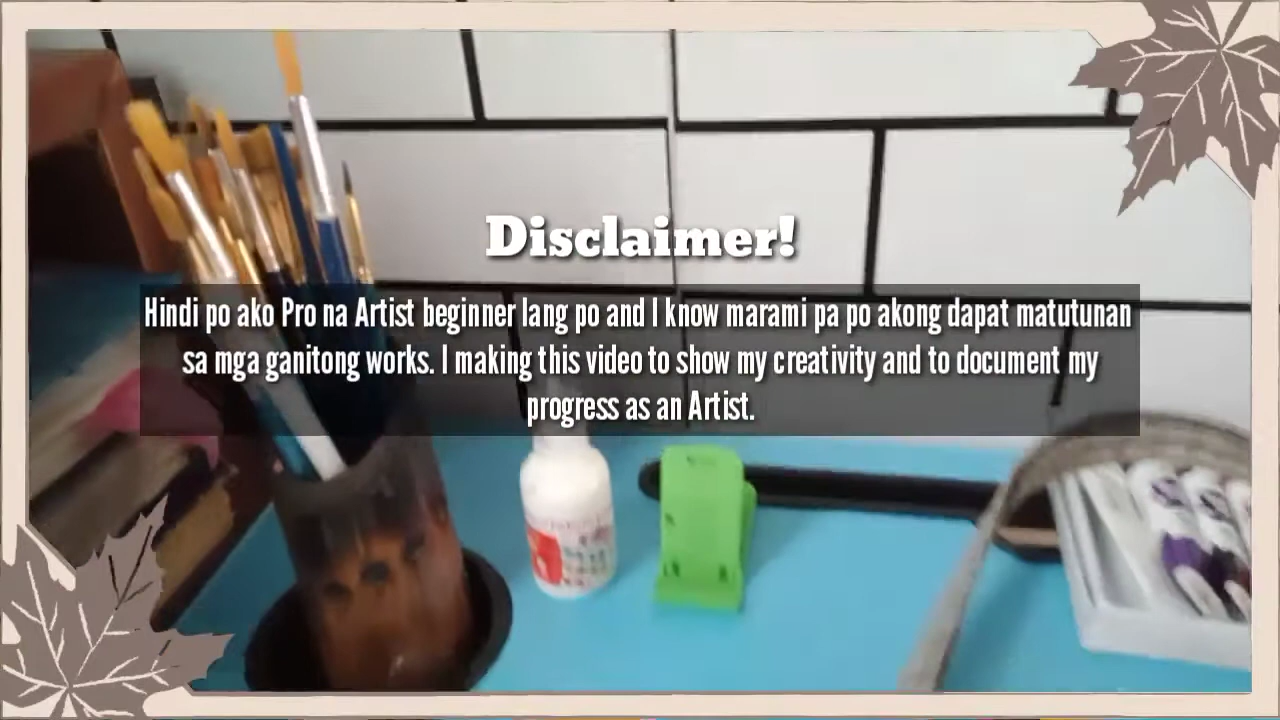 Disclaimer!
Hindi po ako Pro na Artist beginner lang po and I know marami pa po akong dapat matutunan
sa mga ganitong works. I making this video to show my creativity and to document my
progress as an Artist.